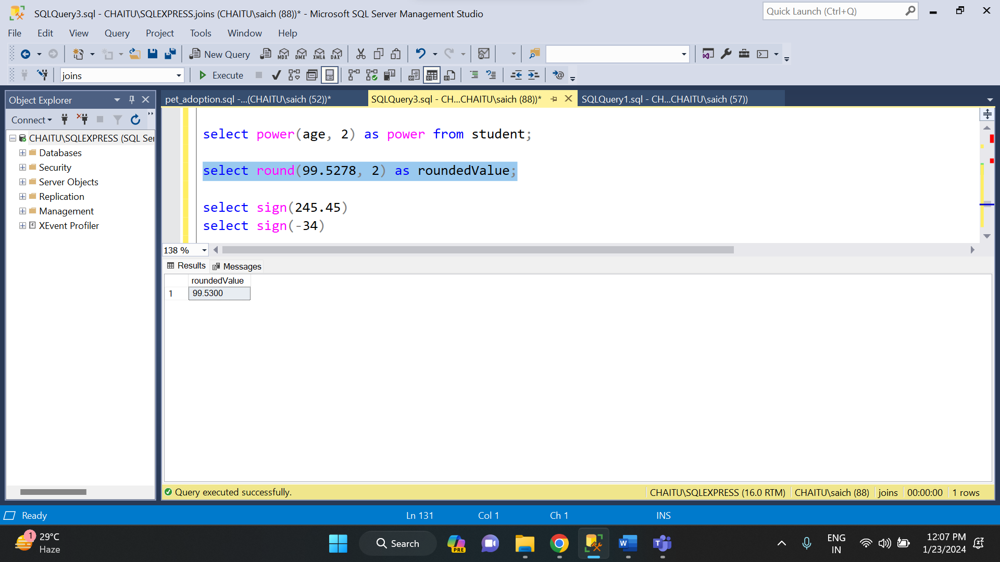 SQLQuery3.sql - CHAITU\SQLEXPRESS.joins (CHAITU\saich (88))* - Microsoft SQL Server Management Studio
Quick Launch (Ctrl+Q)
File Edit View Query Project Tools Window Help
New Query MDX DMX XMLA DAX
joins Execute
Object Explorer
pet_adoption.sql -...(CHAITU\saich (52))* SQLQuery3.sql - CH...CHAITU\saich (88))* SQLQuery1.sql - CH...CHAITU\saich (57))
Connect
CHAITU\SQLEXPRESS (SQL Ser
Databases
Security
Server Objects
Replication
Management
XEvent Profiler
select power(age, 2) as power from student;
select round(99.5278, 2) as roundedValue;
select sign(245.45)
select sign(-34)
138 %
Results Messages
roundedValue
1 99.5300
Query executed successfully. CHAITU\SQLEXPRESS (16.0 RTM) CHAITU\saich (88) joins 00:00:00 1 rows
Ready Ln 131 Col 1 Ch 1 INS
1 29°C
Haze
Search
PRE
W
T
ENG
IN
12:07 PM
1/23/2024